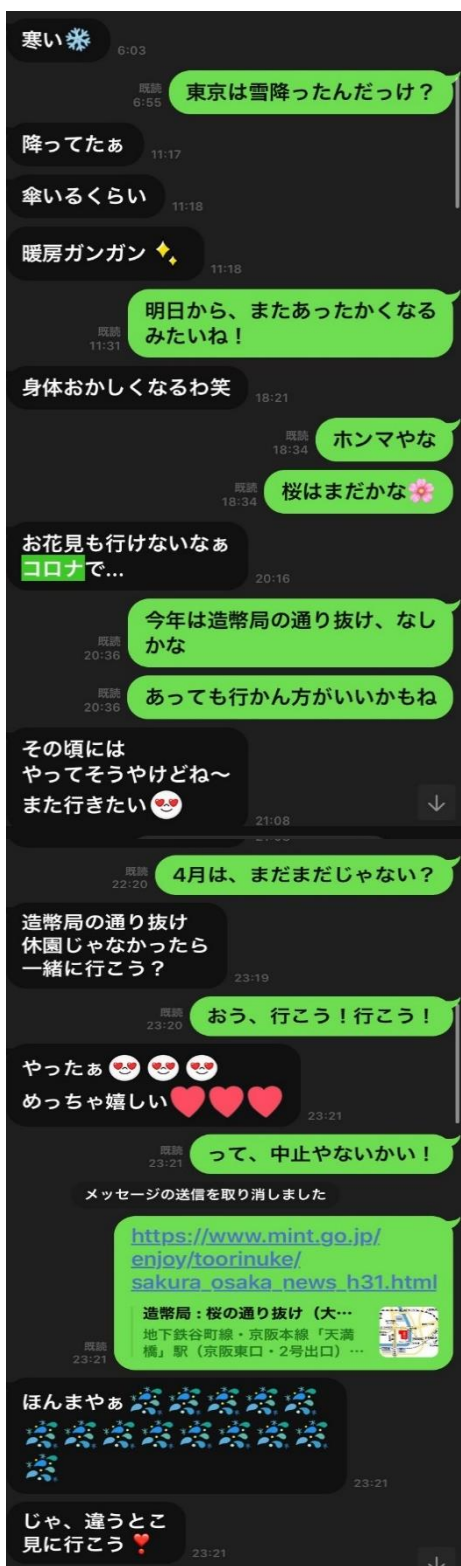 寒い❄️
6:03
既読
6:55
東京は雪降ったんだっけ？
降ってたぁ
11:17
傘いるくらい
11:18
暖房ガンガン✨
11:18
明日から、またあったかくなる
みたいね！
既読
11:31
身体おかしくなるわ笑
18:21
既読
18:34
ホンマやな
既読
18:34
桜はまだかな🌸
お花見も行けないなぁ
コロナで...
20:16
今年は造幣局の通り抜け、なし
かな
既読
20:36
既読
20:36
あっても行かん方がいいかもね
その頃には
やってそうやけどね〜
また行きたい😍
21:08
既読
22:20
4月は、まだまだじゃない？
造幣局の通り抜け
休園じゃなかったら
一緒に行こう？
23:19
既読
23:20
おう、行こう！行こう！
やったぁ😍😍😍
めっちゃ嬉しい❤️❤️❤️
23:21
既読
23:21
って、中止やないかい！
メッセージの送信を取り消しました
https://www.mint.go.jp/
enjoy/toorinuke/
sakura_osaka_news_h31.html
造幣局 : 桜の通り抜け（大…
地下鉄谷町線・京阪本線「天満
橋」駅（京阪東口・2号出口）…
既読
23:21
ほんまやぁ💦💦💦💦💦
💦💦💦💦💦💦💦💦
💦
23:21
じゃ、違うとこ
見に行こう❣️
23:21